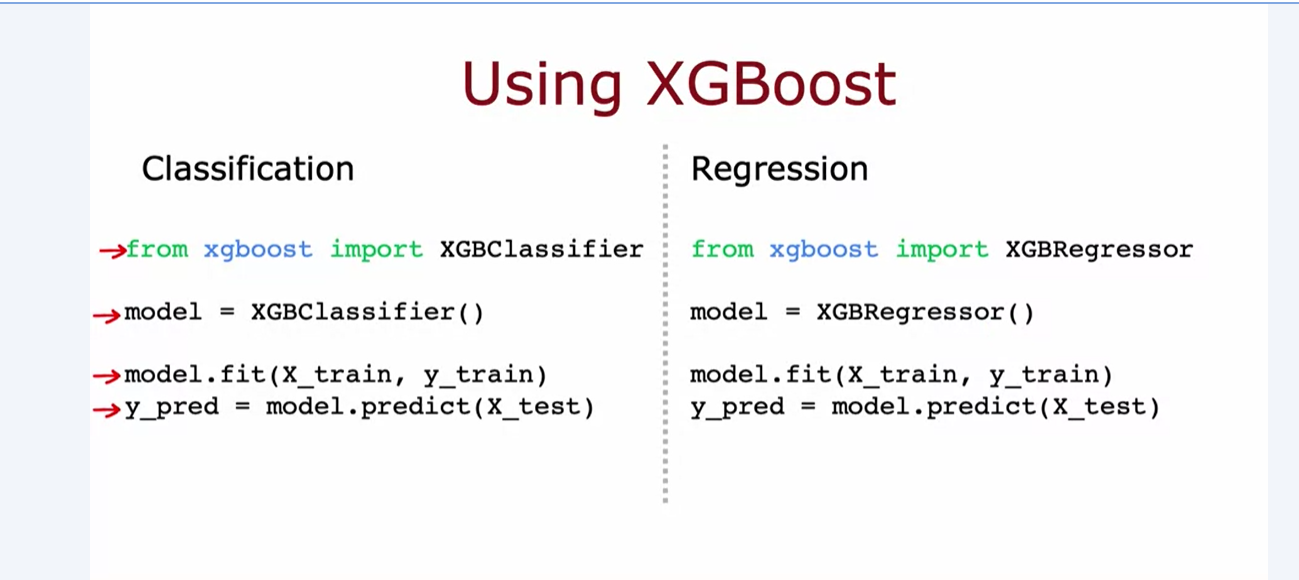 Using XGBoost
Classification
from xgboost import XGBClassifier
model = XGBClassifier()
model.fit(X_train, y_train)
y_pred = model.predict(X_test)
Regression
from xgboost import XGBRegressor
model = XGBRegressor()
model.fit(X_train, y_train)
y_pred = model.predict(X_test)